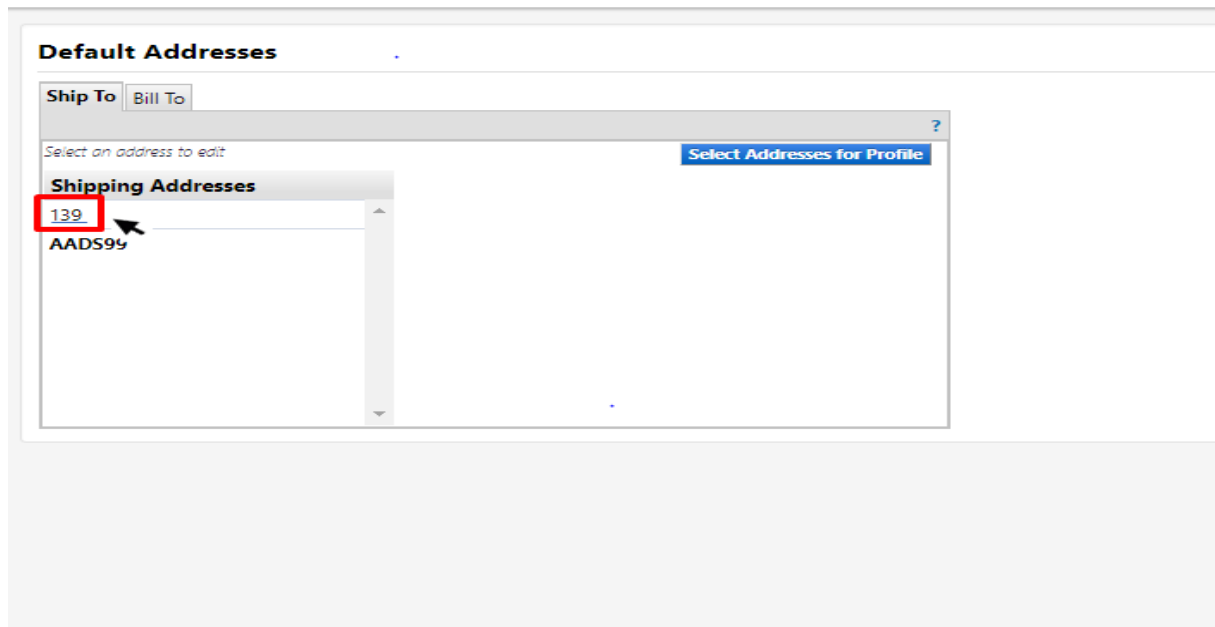 Default Addresses
Ship To Bill To
?
Select an address to edit
Select Addresses for Profile
Shipping Addresses
139
AADS99